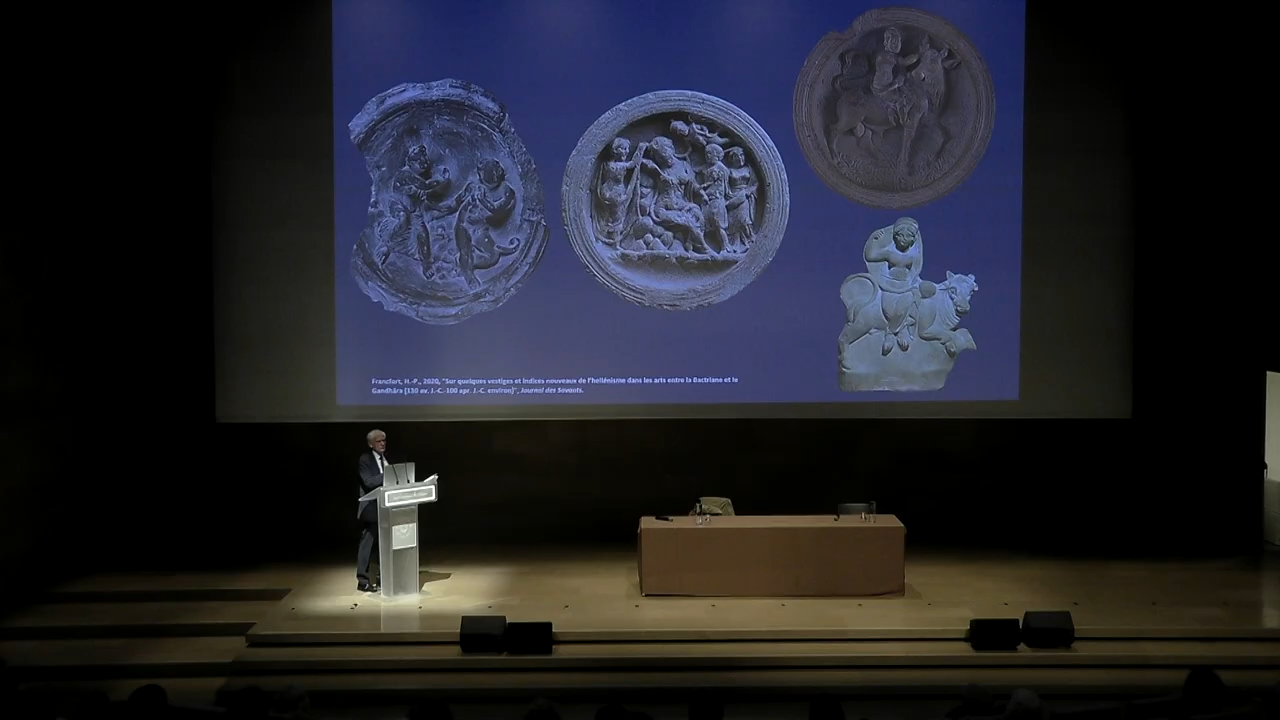 Francfort, H.-P., 2020, "Sur quelques vestiges et indices nouveaux de l'hellénisme dans les arts entre la Bactriane et le
Gandhāra (130 av. J.-C.-100 apr. J.-C. environ)", Journal des Savants.